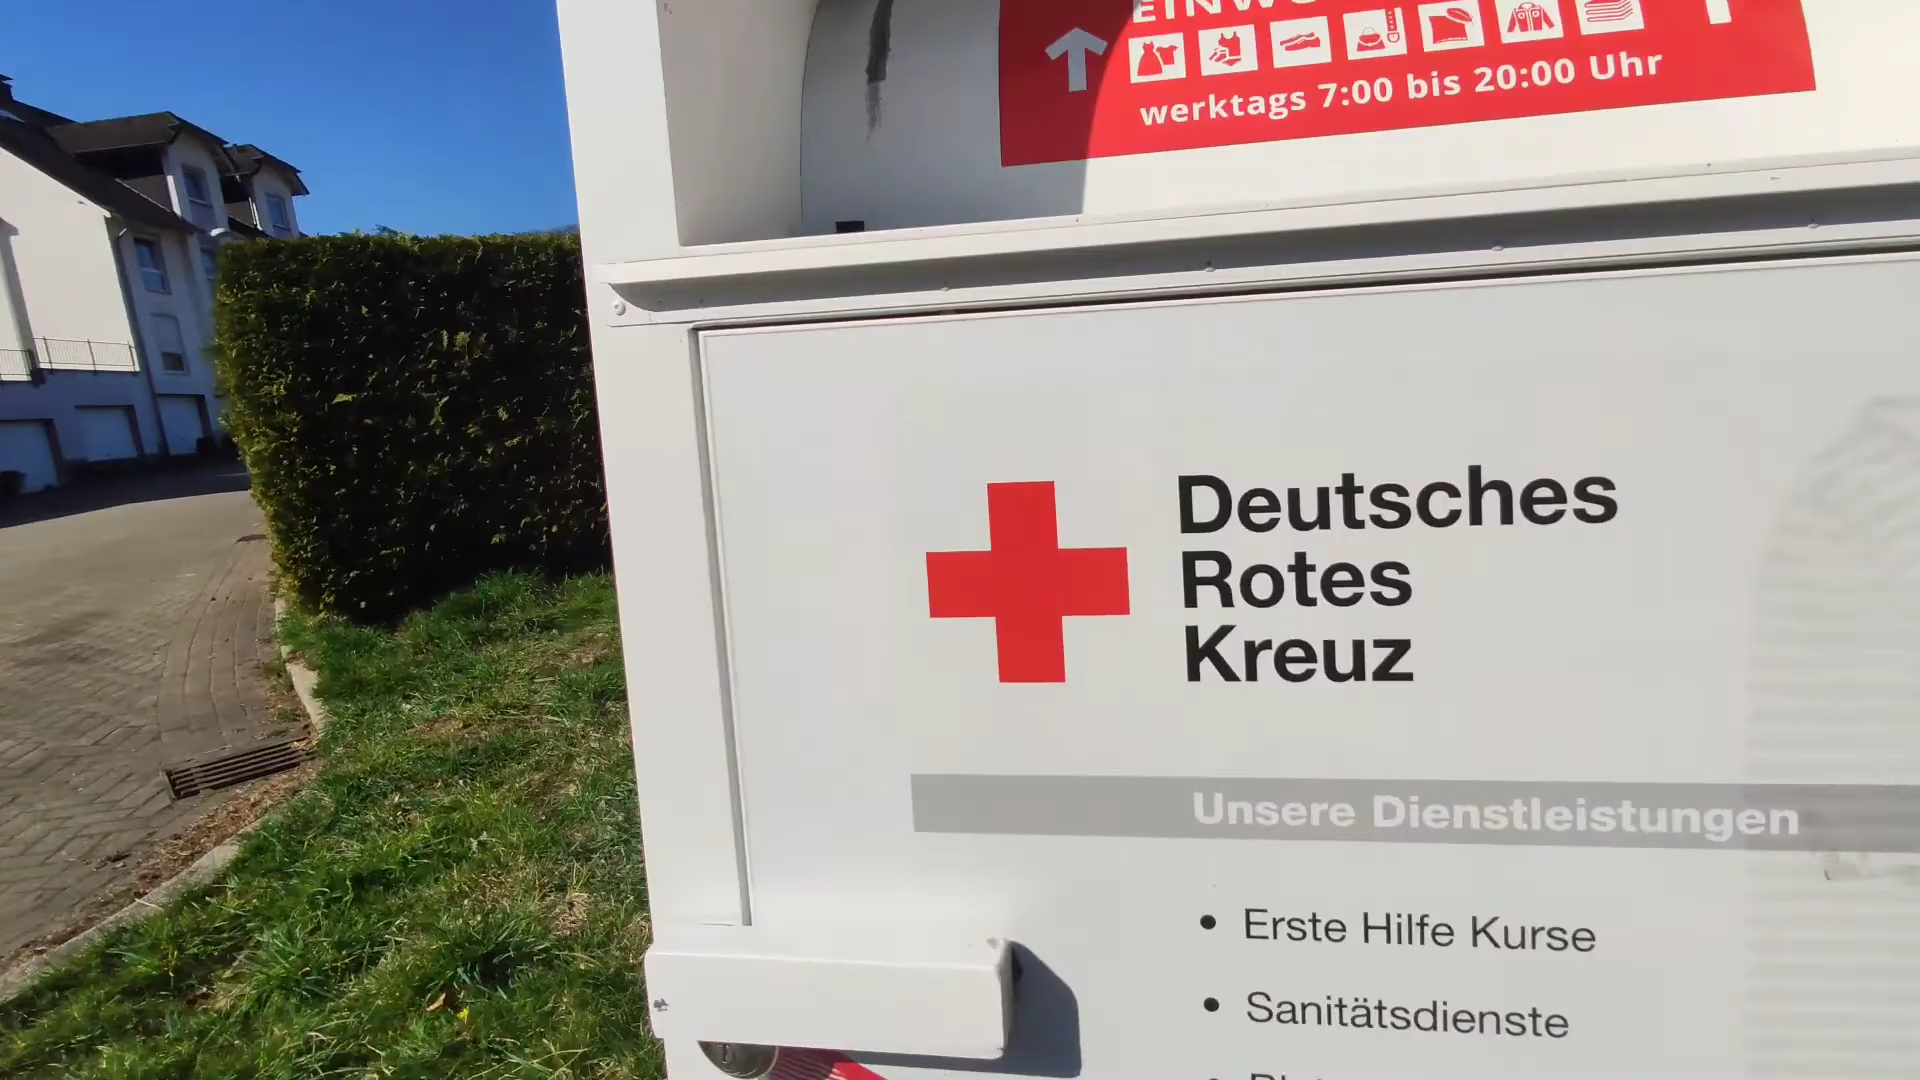 werktags 7:00 bis 20:00 Uhr
Deutsches
Rotes
Kreuz
Unsere Dienstleistungen
• Erste Hilfe Kurse
• Sanitätsdienste